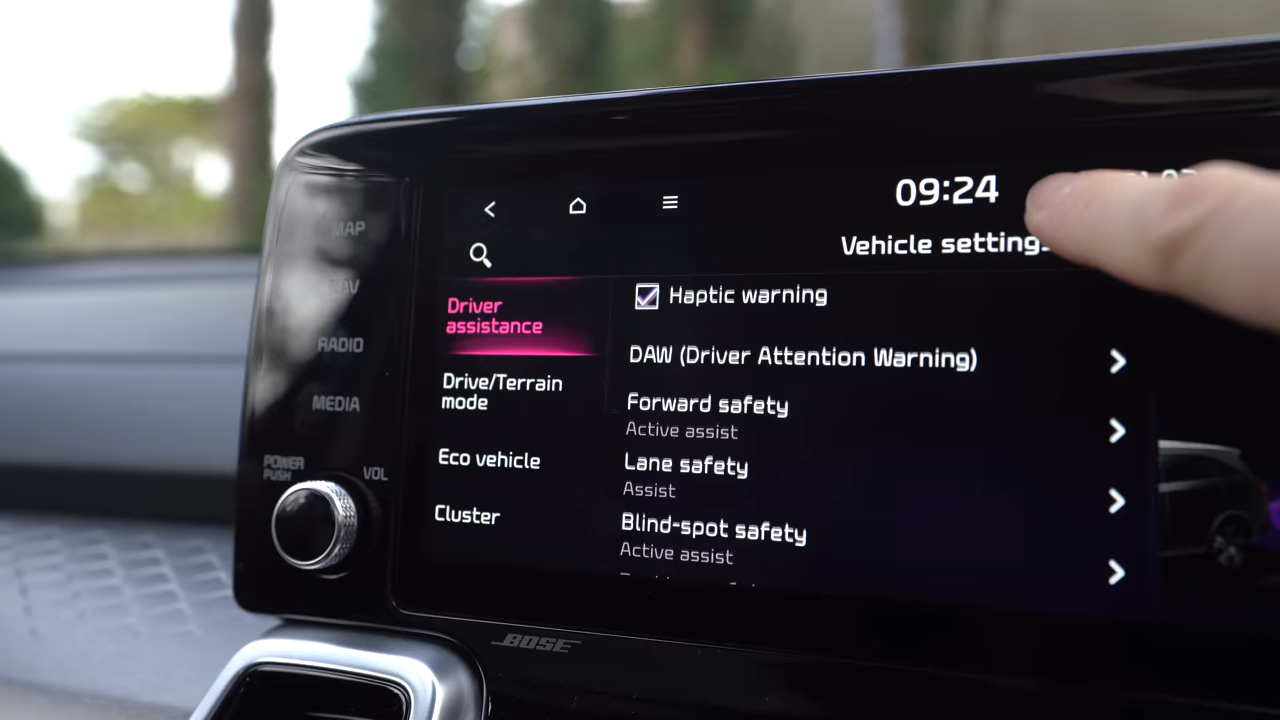 09:24
Vehicle setting
MAP
NAV
RADIO
MEDIA
POWER
PUSH
VOL
Driver
assistance
Drive/Terrain
mode
Eco vehicle
Cluster
Haptic warning
DAW (Driver Attention Warning)
Forward safety
Active assist
Lane safety
Assist
Blind-spot safety
Active assist
BOSE